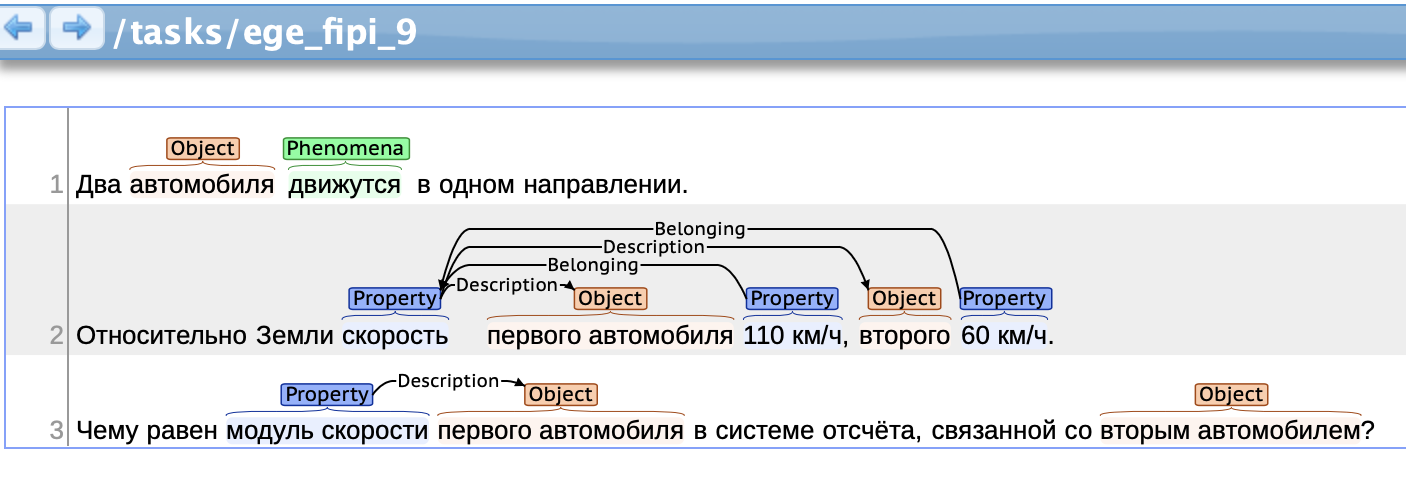 /tasks/ege_fipi_9
Object Phenomena
1 Два автомобиля движутся в одном направлении.
Belonging
Description
Belonging
Description
Property Object Property Object Property
2 Относительно Земли скорость первого автомобиля 110 км/ч, второго 60 км/ч.
Description
Property Object Object
3 Чему равен модуль скорости первого автомобиля в системе отсчёта, связанной со вторым автомобилем?